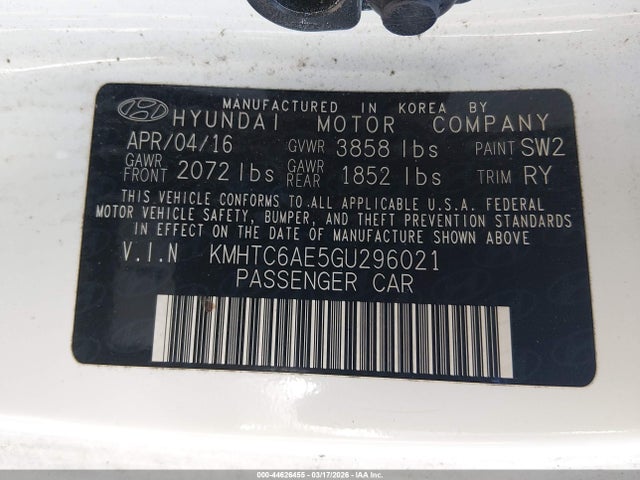 MANUFACTURED IN KOREA BY
HYUNDAI MOTOR COMPANY
APR/04/16 GVWR 3858 lbs PAINT SW2
GAWR FRONT 2072 lbs GAWR REAR 1852 lbs TRIM RY
THIS VEHICLE CONFORMS TO ALL APPLICABLE U.S.A. FEDERAL
MOTOR VEHICLE SAFETY, BUMPER, AND THEFT PREVENTION STANDARDS
IN EFFECT ON THE DATE OF MANUFACTURE SHOWN ABOVE
V.I.N KMHTC6AE5GU296021
PASSENGER CAR
000-44626455 - 03/17/2026 - COPART.COM